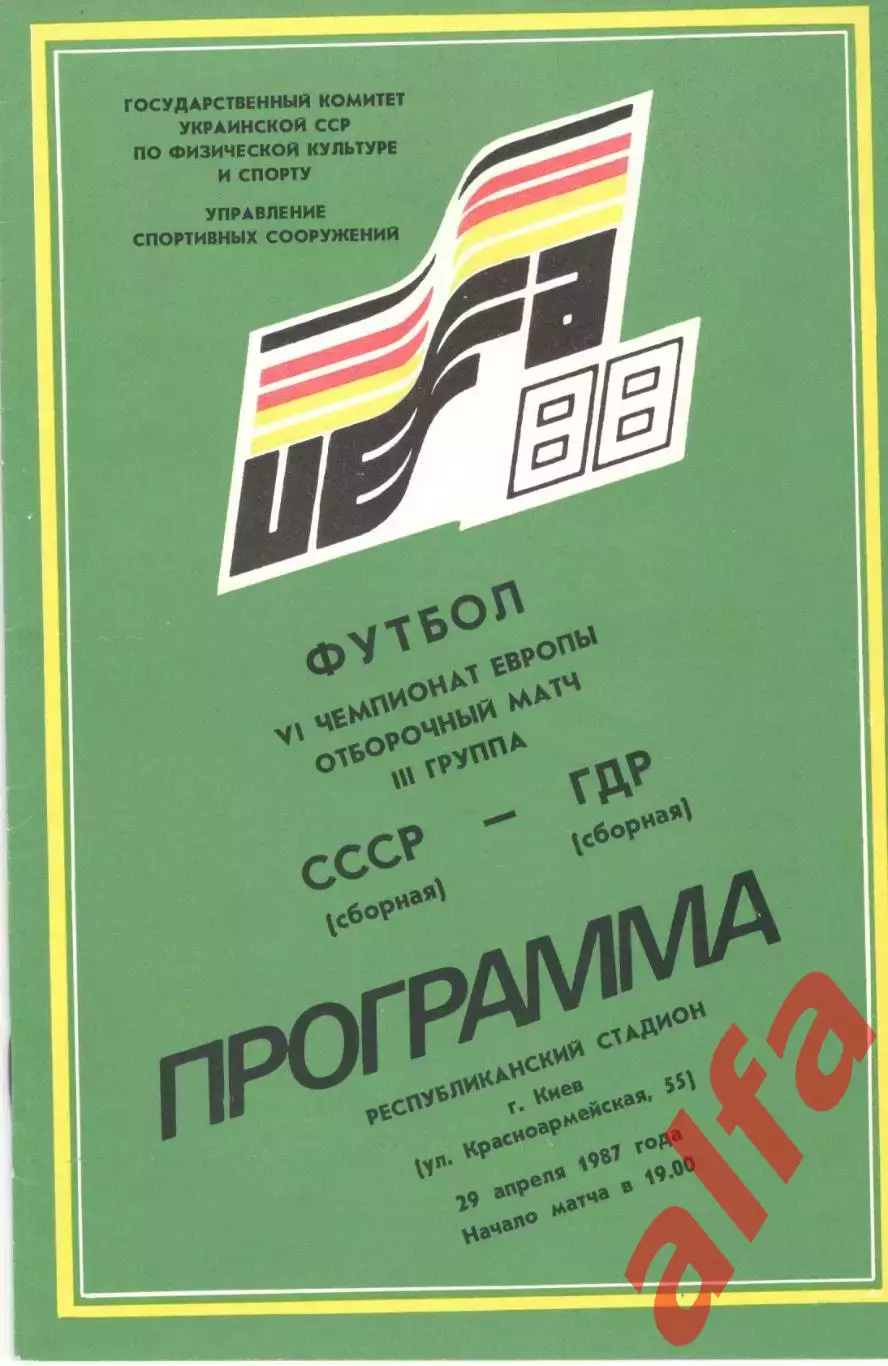 ГОСУДАРСТВЕННЫЙ КОМИТЕТ
УКРАИНСКОЙ ССР
ПО ФИЗИЧЕСКОЙ КУЛЬТУРЕ
И СПОРТУ
УПРАВЛЕНИЕ
СПОРТИВНЫХ СООРУЖЕНИЙ
UEFA
88
ФУТБОЛ
VI ЧЕМПИОНАТ ЕВРОПЫ
ОТБОРОЧНЫЙ МАТЧ
III ГРУППА
СССР — ГДР
(сборная) (сборная)
ПРОГРАММА
РЕСПУБЛИКАНСКИЙ СТАДИОН
г. Киев
(ул. Красноармейская, 55)
29 апреля 1987 года
Начало матча в 19.00
alfa